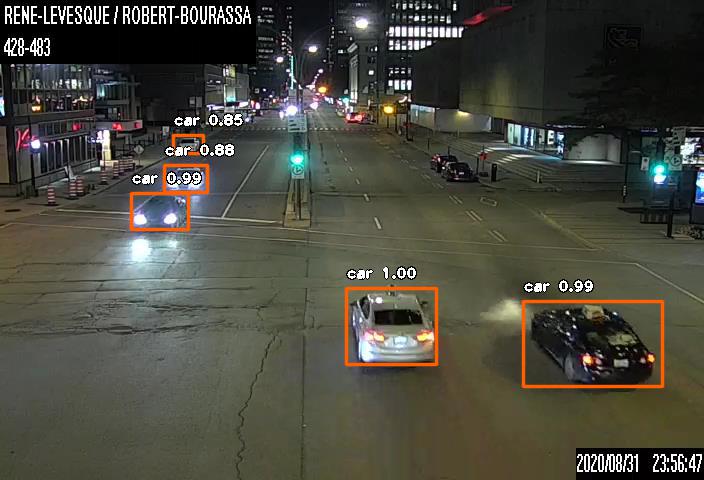 RENE-LEVESQUE / ROBERT-BOURASSA
428-483
car 0.85
car 0.88
car 0.99
car 1.00
car 0.99
2020/08/31 23:56:47